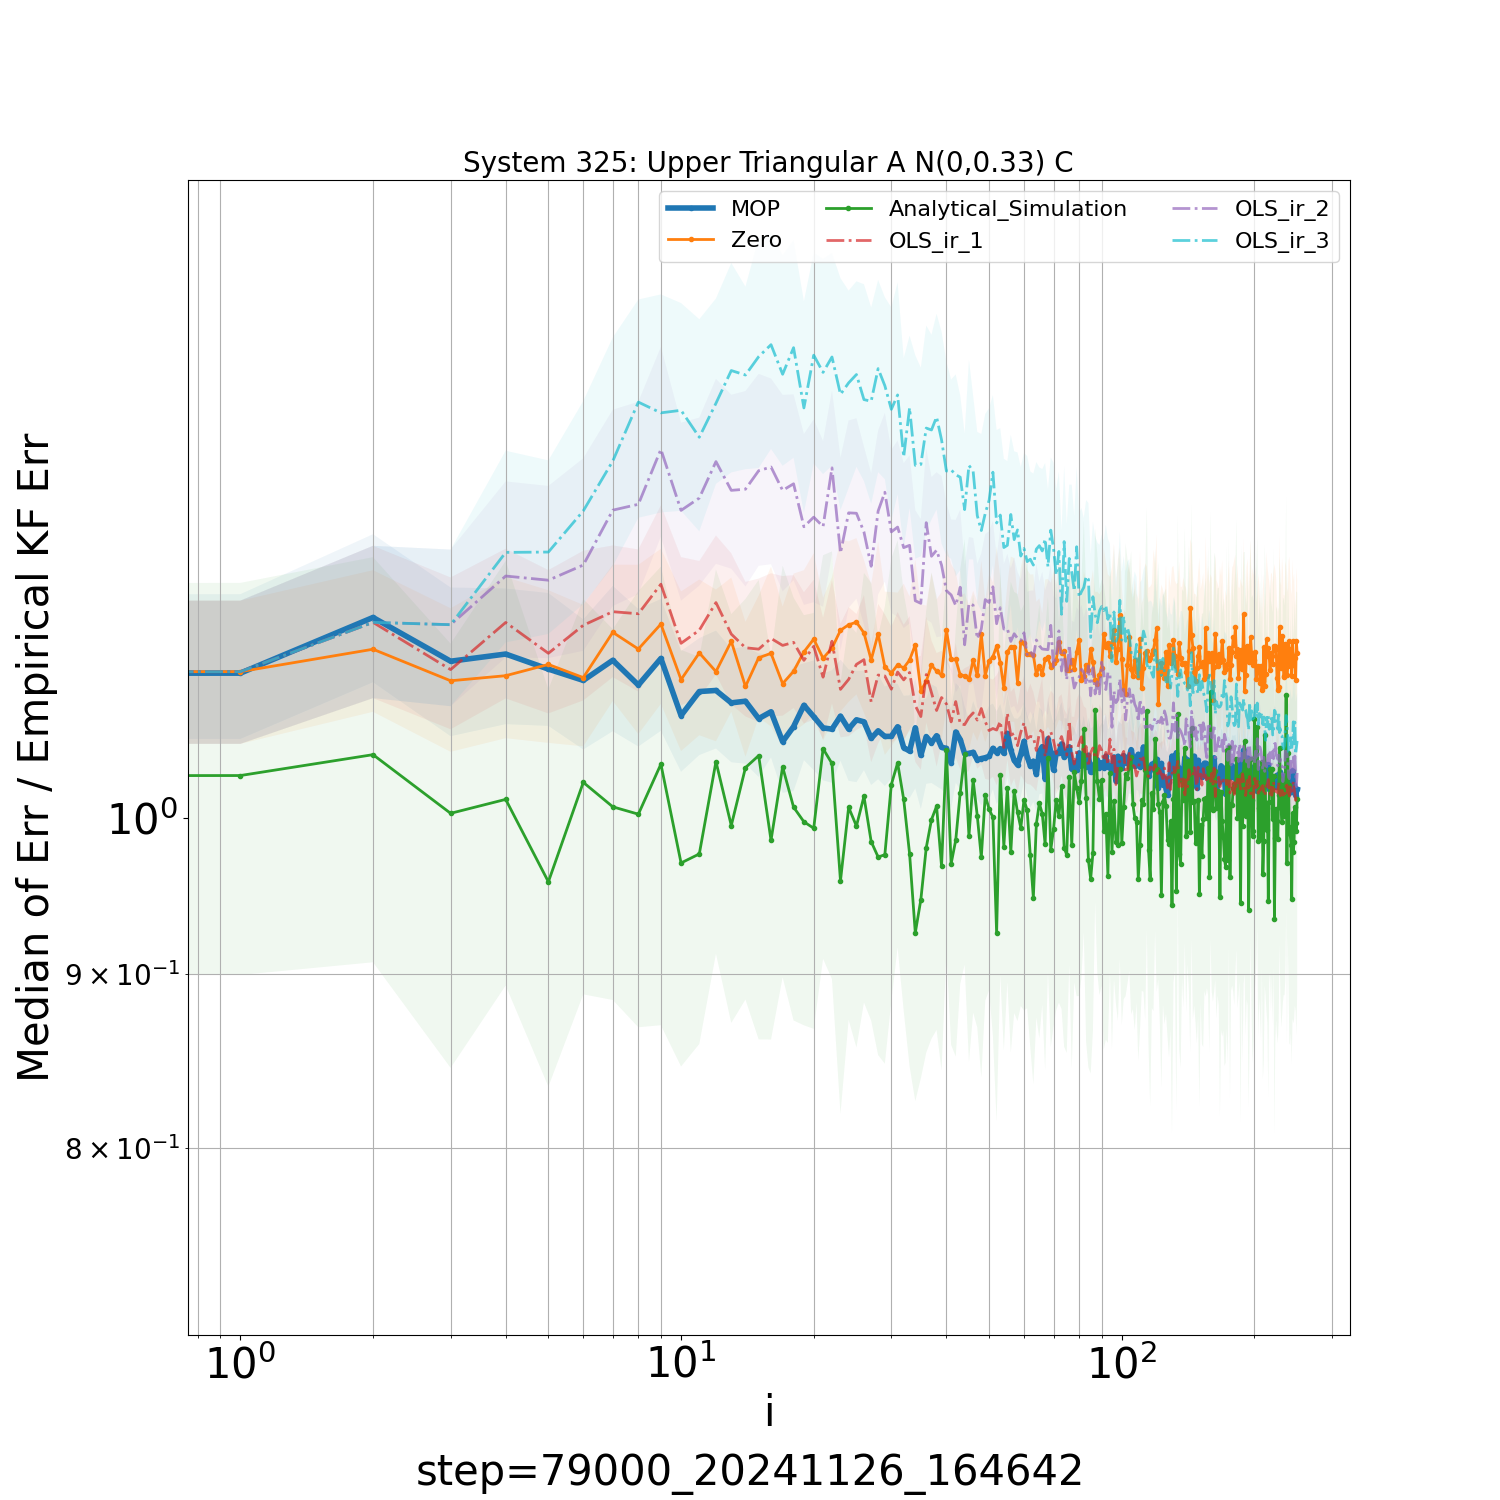 System 325: Upper Triangular A N(0,0.33) C
MOP
Zero
Analytical_Simulation
OLS_ir_1
OLS_ir_2
OLS_ir_3
Median of Err / Empirical KF Err
10⁰
9 × 10⁻¹
8 × 10⁻¹
10⁰ 10¹ 10²
i
step=79000_20241126_164642